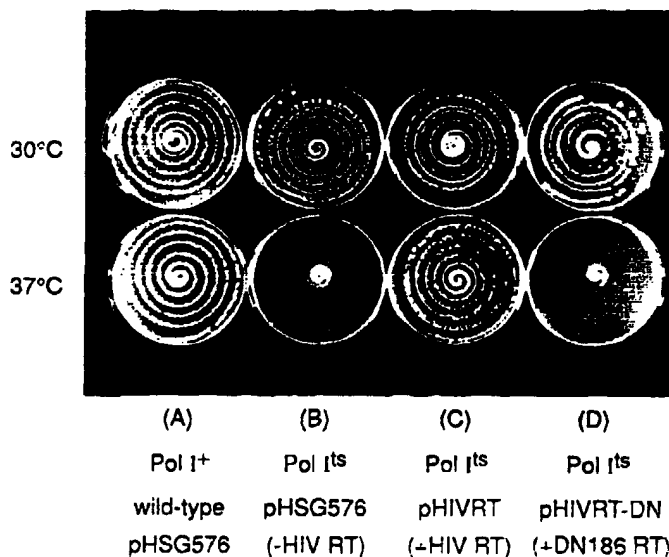 30°C
37°C
(A) (B) (C) (D)
Pol I+ Pol Its Pol Its Pol Its
wild-type pHSG576 pHIVRT pHIVRT-DN
pHSG576 (-HIV RT) (+HIV RT) (+DN186 RT)